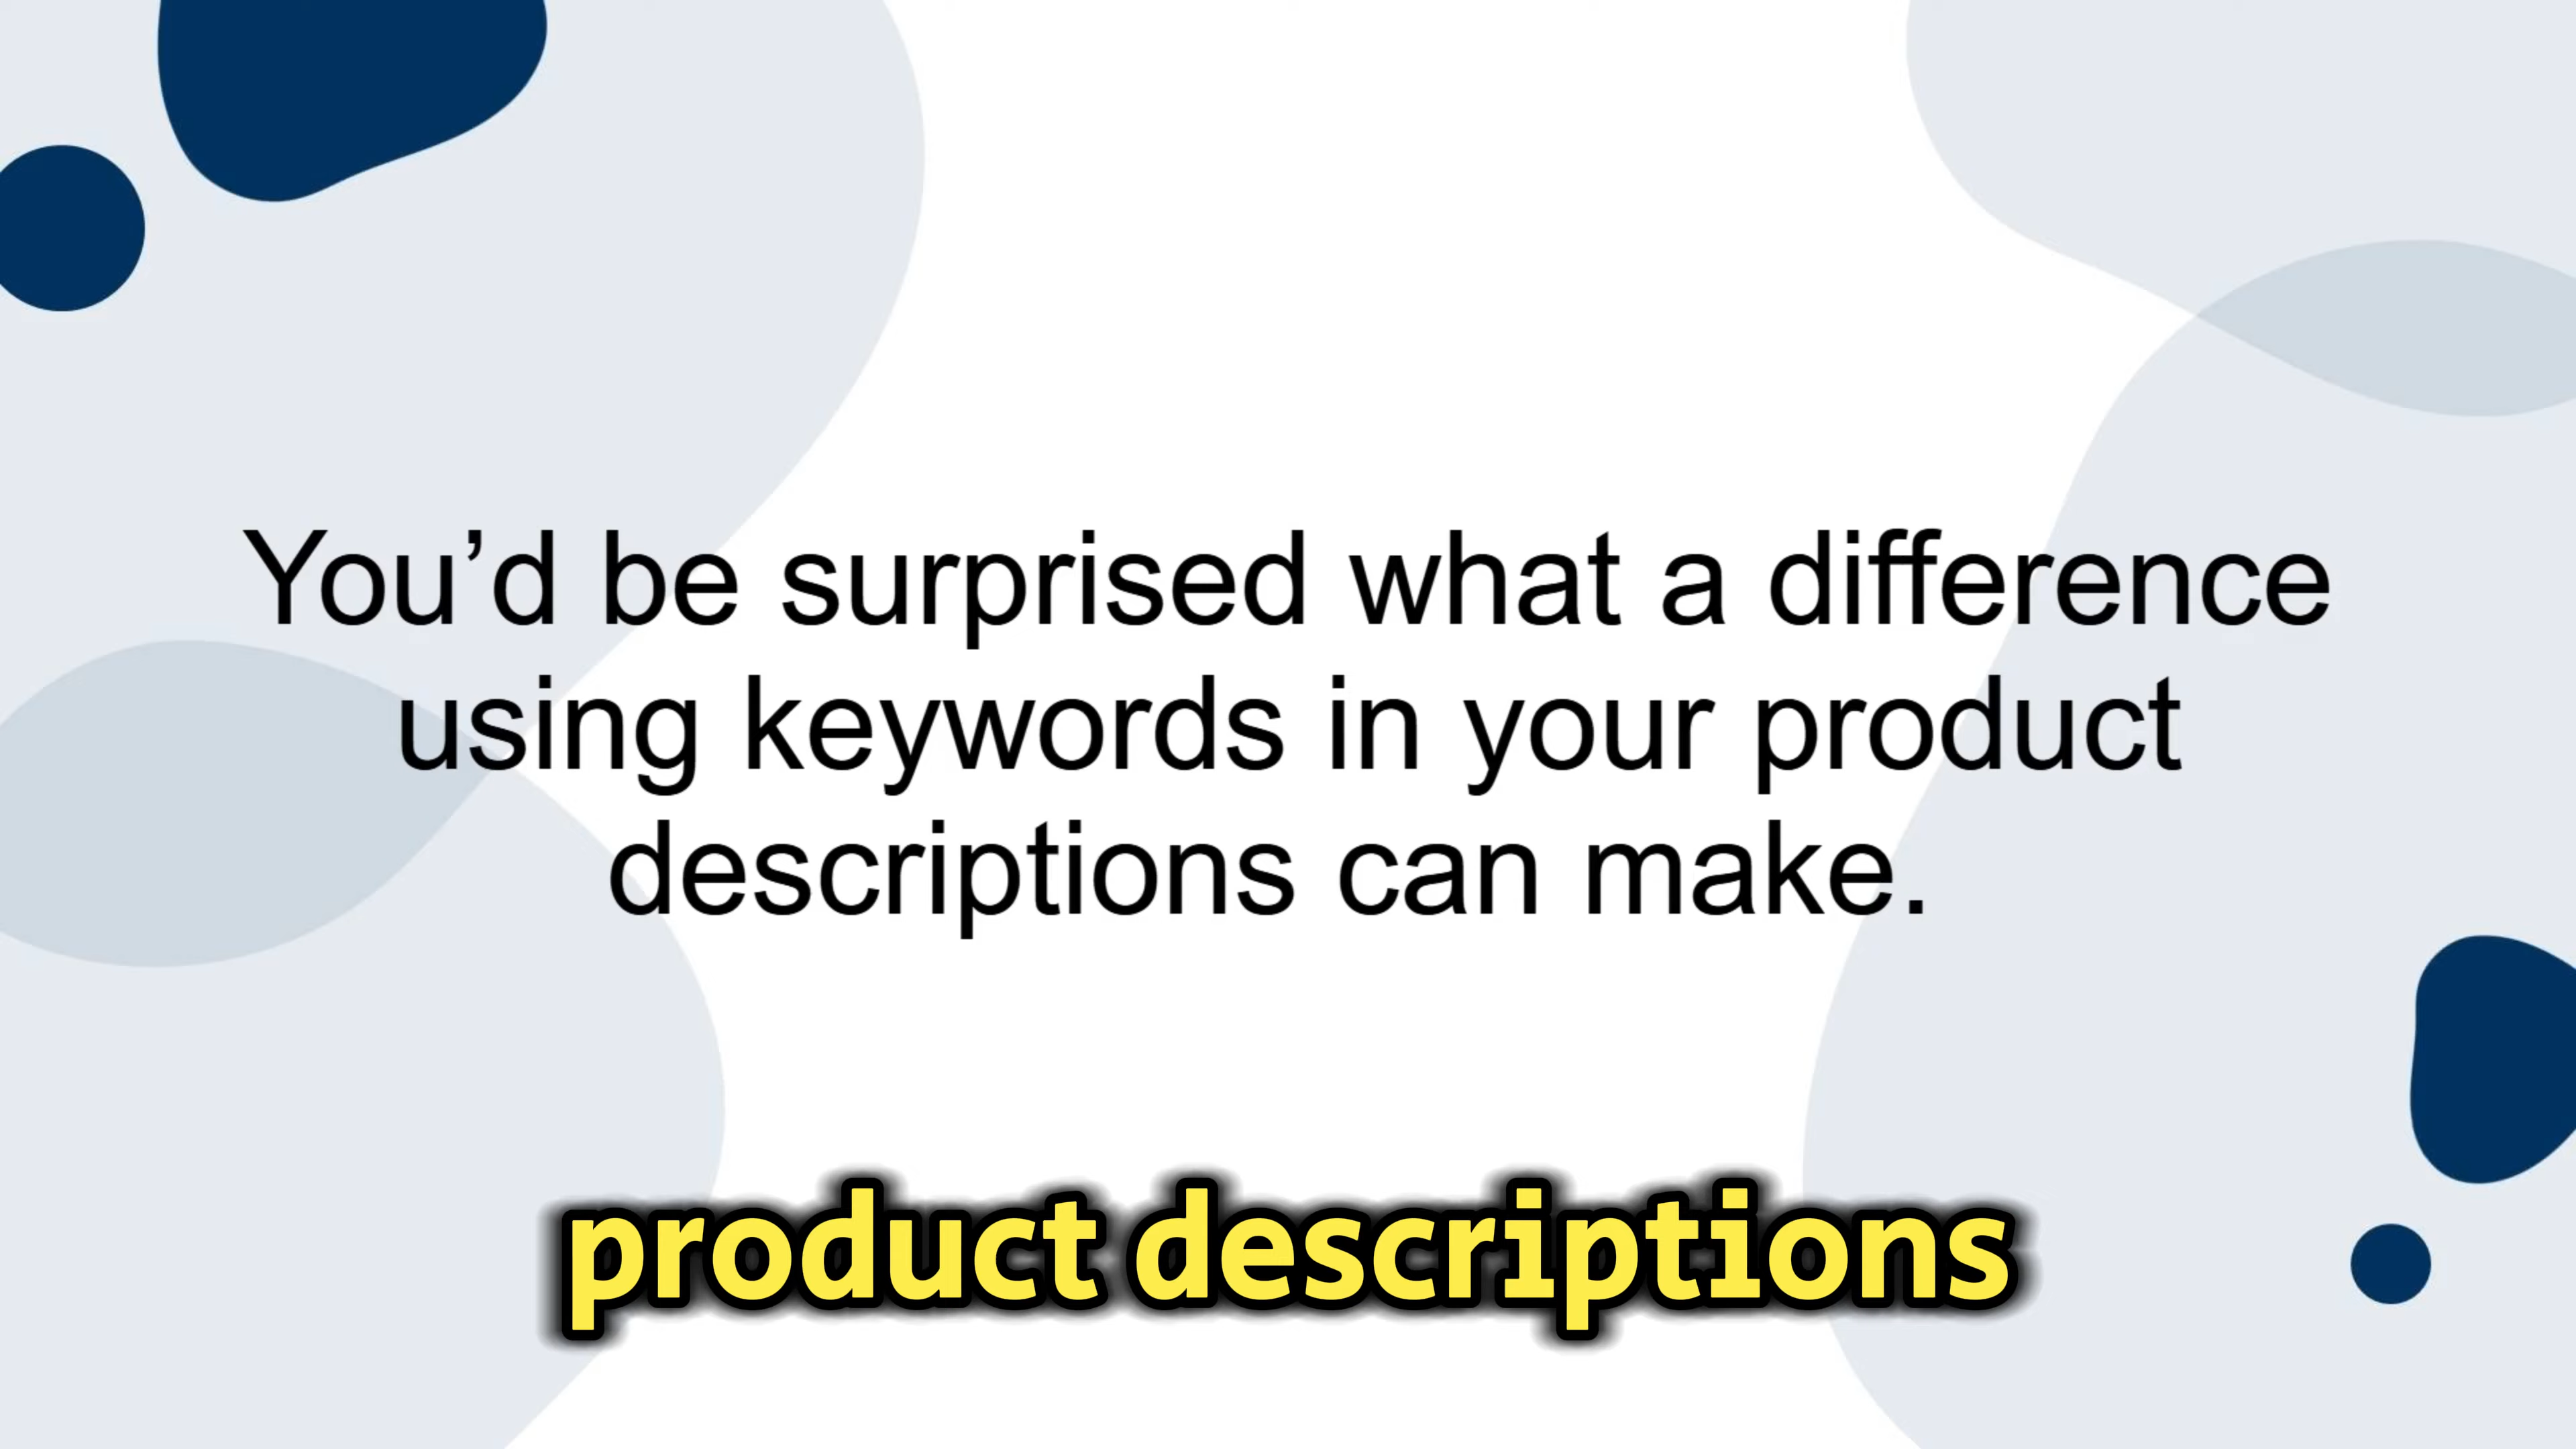 You’d be surprised what a difference
using keywords in your product
descriptions can make.
product descriptions